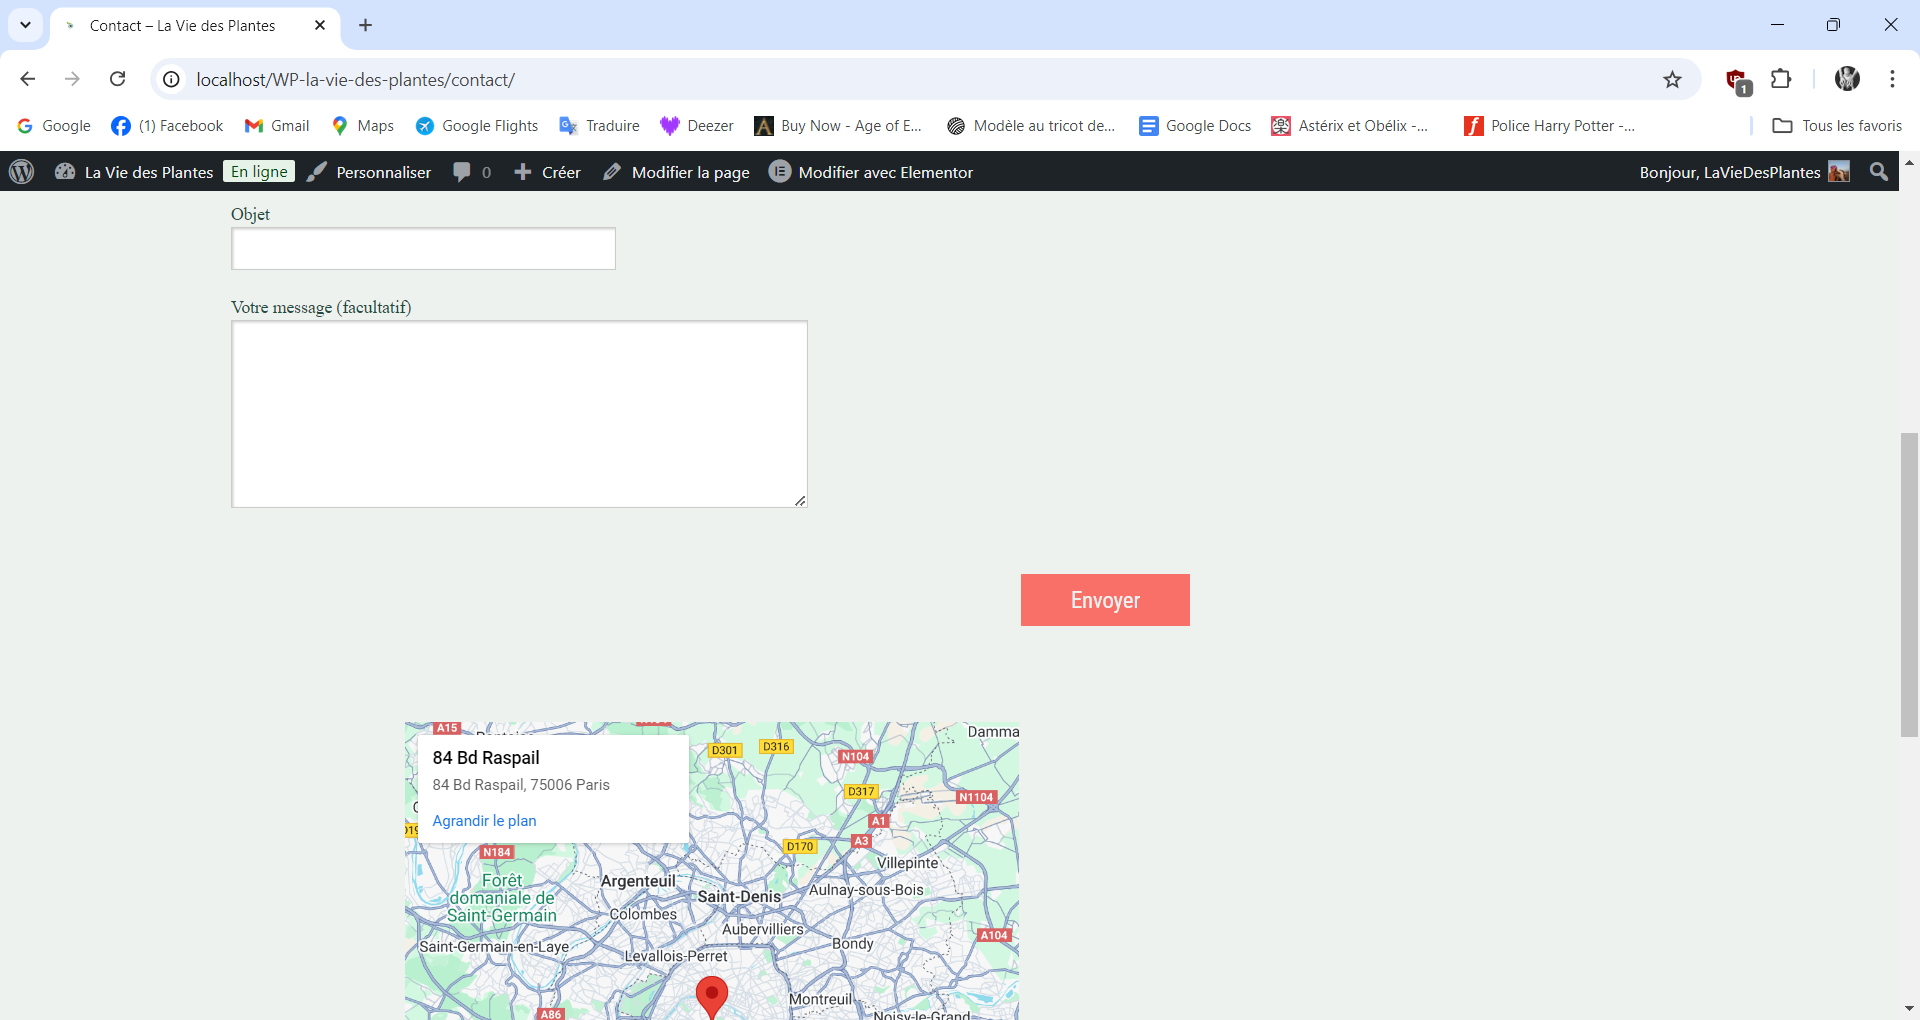 Contact – La Vie des Plantes
localhost/WP-la-vie-des-plantes/contact/
1
Google (1) Facebook Gmail Maps Google Flights Traduire Deezer Buy Now - Age of E... Modèle au tricot de... Google Docs Astérix et Obélix -... Police Harry Potter -... Tous les favoris
La Vie des Plantes En ligne Personnaliser 0 Créer Modifier la page Modifier avec Elementor Bonjour, LaVieDesPlantes
Objet
Votre message (facultatif)
Envoyer
A15
Damma
84 Bd Raspail
D301 D316
N104
84 Bd Raspail, 75006 Paris
D317
N1104
Agrandir le plan
A1
A3
N184
D170
Villepinte
Forêt
domaniale de
Saint-Germain
Argenteuil
Saint-Denis
Aulnay-sous-Bois
Colombes
Aubervilliers
A104
Saint-Germain-en-Laye
Bondy
Levallois-Perret
Montreuil
A86
Noisy-le-Grand